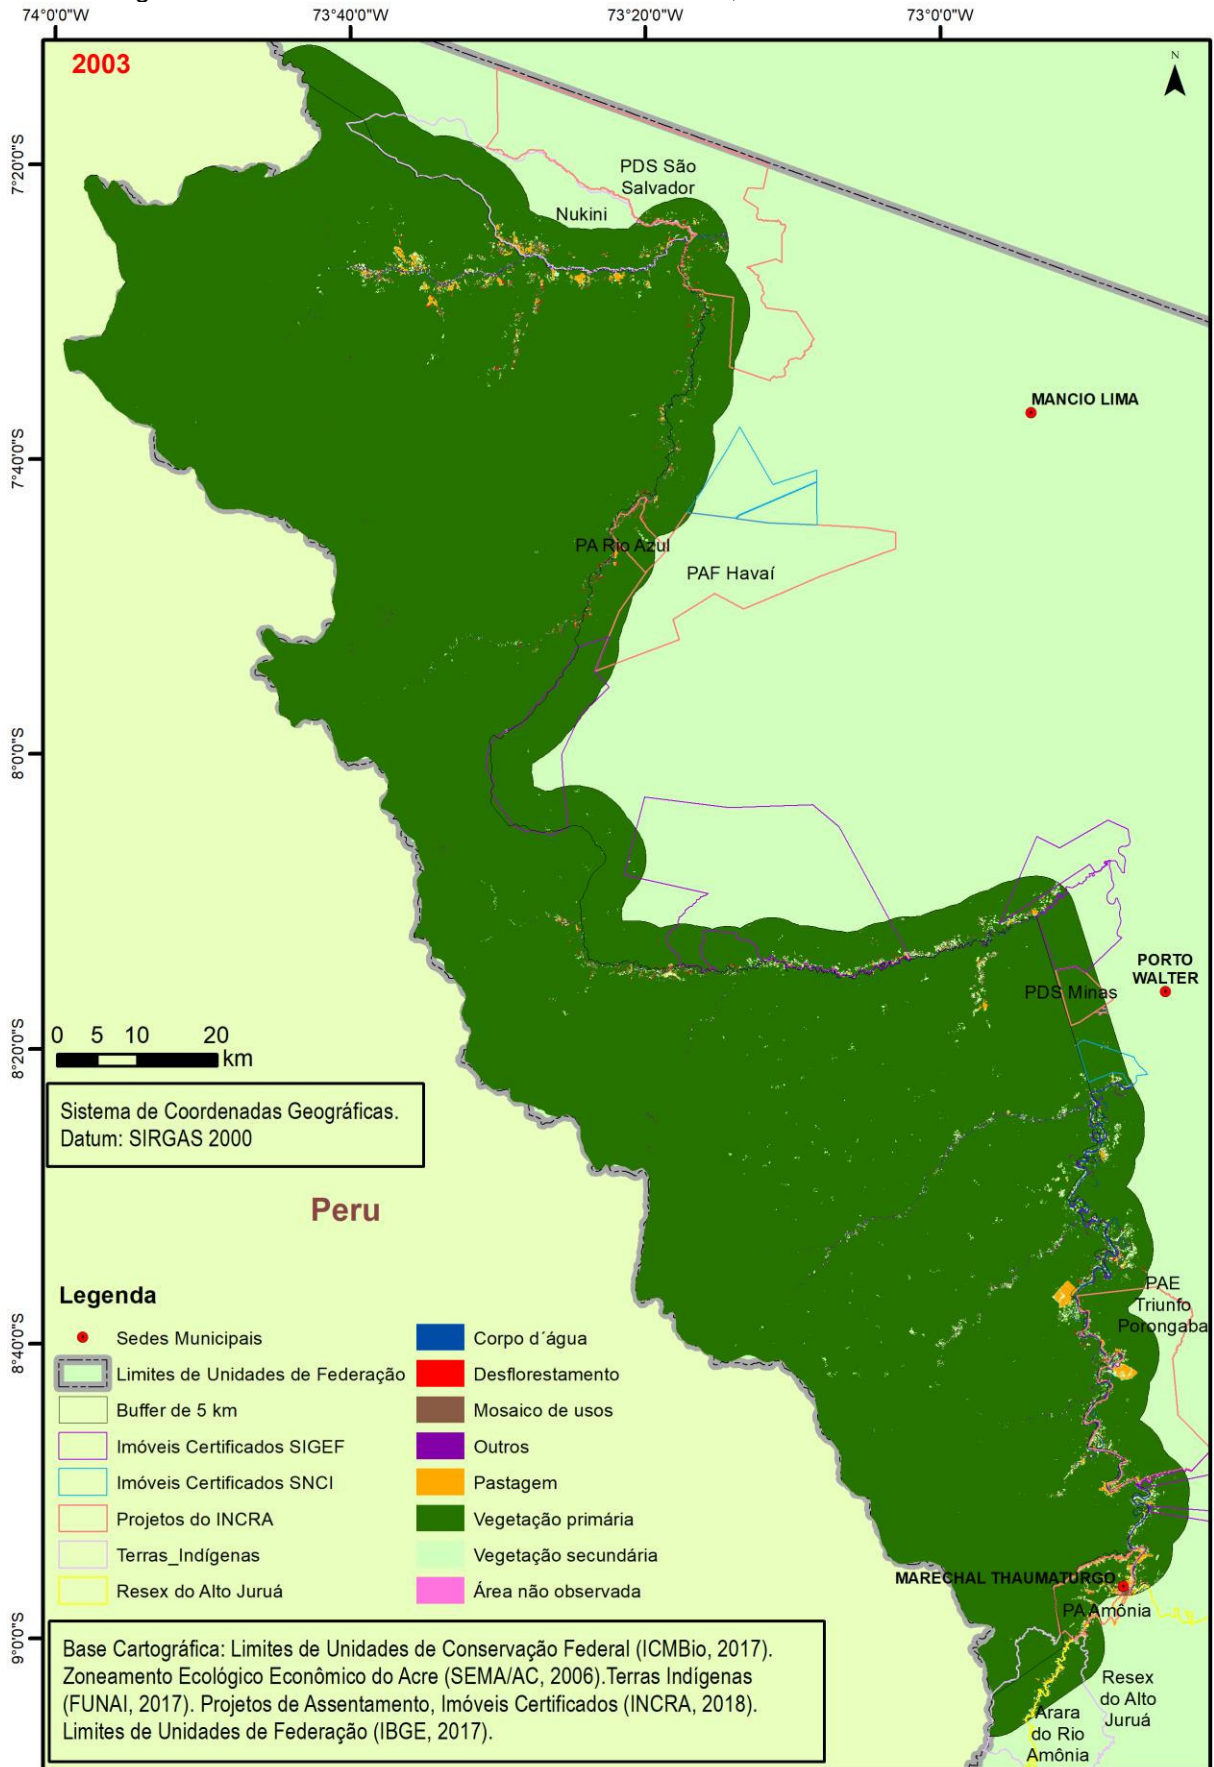 74°0'0"W
73°40'0"W
73°20'0"W
73°0'0"W
2003
N
7°20'0"S
PDS São
Salvador
Nukini
MANCIO LIMA
7°40'0"S
PA Rio Azul
PAF Havaí
8°0'0"S
PORTO
WALTER
PDS Minas
0 5 10 20
km
8°20'0"S
Sistema de Coordenadas Geográficas.
Datum: SIRGAS 2000
Peru
PAE
Triunfo
Porongaba
8°40'0"S
Legenda
Sedes Municipais
Limites de Unidades de Federação
Buffer de 5 km
Imóveis Certificados SIGEF
Imóveis Certificados SNCI
Projetos do INCRA
Terras_Indígenas
Resex do Alto Juruá
Corpo d´água
Desflorestamento
Mosaico de usos
Outros
Pastagem
Vegetação primária
Vegetação secundária
Área não observada
MARECHAL THAUMATURGO
PA Amônia
9°0'0"S
Resex
do Alto
Juruá
Arara
do Rio
Amônia
Base Cartográfica: Limites de Unidades de Conservação Federal (ICMBio, 2017).
Zoneamento Ecológico Econômico do Acre (SEMA/AC, 2006).Terras Indígenas
(FUNAI, 2017). Projetos de Assentamento, Imóveis Certificados (INCRA, 2018).
Limites de Unidades de Federação (IBGE, 2017).